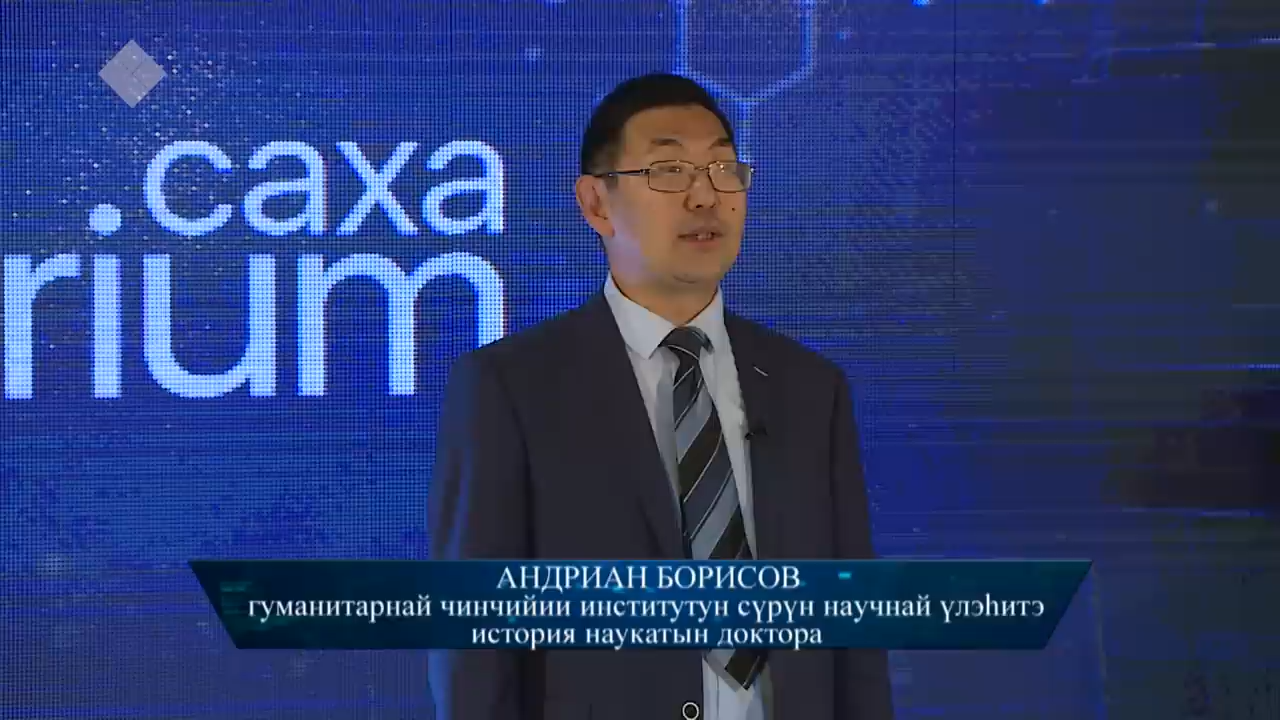 саха
rium
АНДРИАН БОРИСОВ
гуманитарнай чинчийии институтун сүрүн научнай үлэһитэ
история наукатын доктора